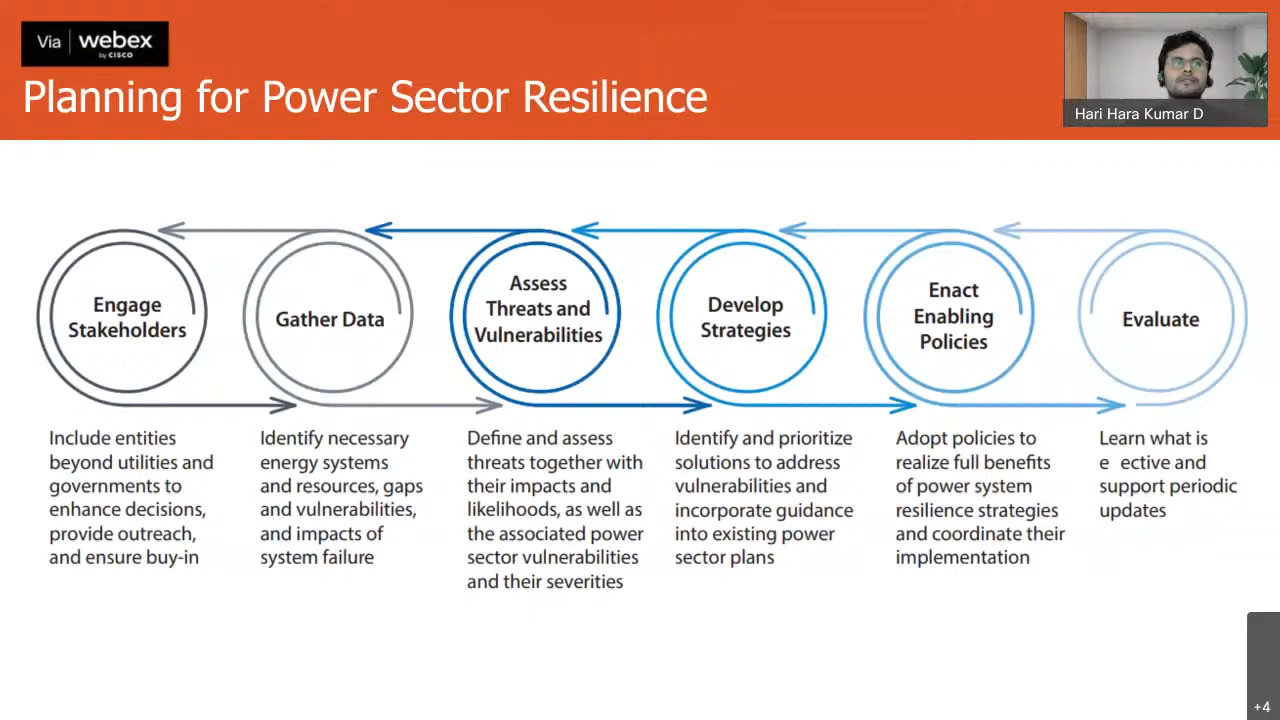 Via webex
by CISCO
Planning for Power Sector Resilience
Hari Hara Kumar D
Engage
Stakeholders
Gather Data
Assess
Threats and
Vulnerabilities
Develop
Strategies
Enact
Enabling
Policies
Evaluate
Include entities
beyond utilities and
governments to
enhance decisions,
provide outreach,
and ensure buy-in
Identify necessary
energy systems
and resources, gaps
and vulnerabilities,
and impacts of
system failure
Define and assess
threats together with
their impacts and
likelihoods, as well as
the associated power
sector vulnerabilities
and their severities
Identify and prioritize
solutions to address
vulnerabilities and
incorporate guidance
into existing power
sector plans
Adopt policies to
realize full benefits
of power system
resilience strategies
and coordinate their
implementation
Learn what is
e ective and
support periodic
updates
+4